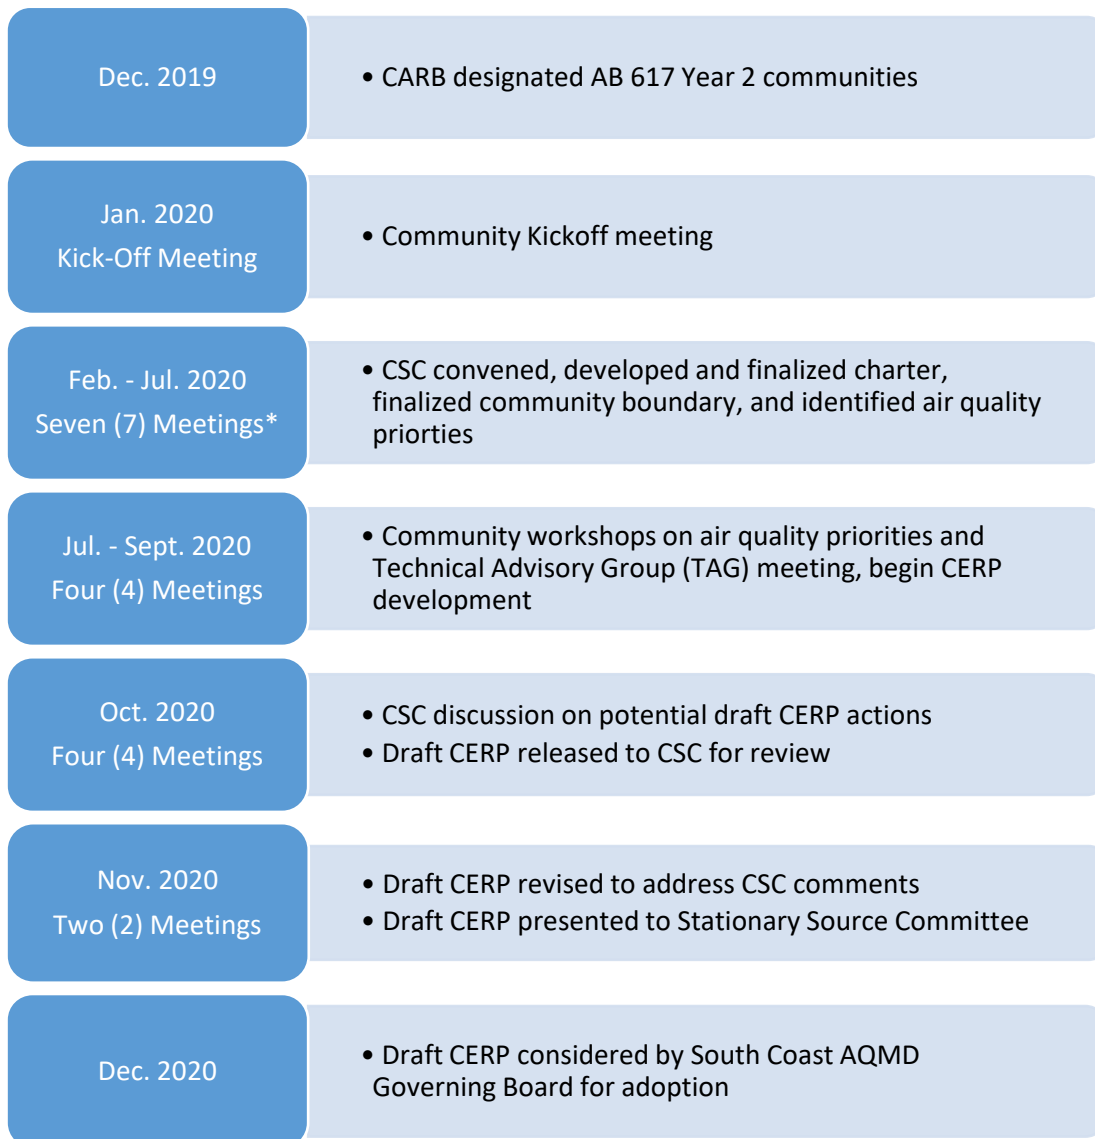 Dec. 2019
• CARB designated AB 617 Year 2 communities
Jan. 2020
Kick-Off Meeting
• Community Kickoff meeting
Feb. - Jul. 2020
Seven (7) Meetings*
• CSC convened, developed and finalized charter,
finalized community boundary, and identified air quality
priorties
Jul. - Sept. 2020
Four (4) Meetings
• Community workshops on air quality priorities and
Technical Advisory Group (TAG) meeting, begin CERP
development
Oct. 2020
Four (4) Meetings
• CSC discussion on potential draft CERP actions
• Draft CERP released to CSC for review
Nov. 2020
Two (2) Meetings
• Draft CERP revised to address CSC comments
• Draft CERP presented to Stationary Source Committee
Dec. 2020
• Draft CERP considered by South Coast AQMD
Governing Board for adoption